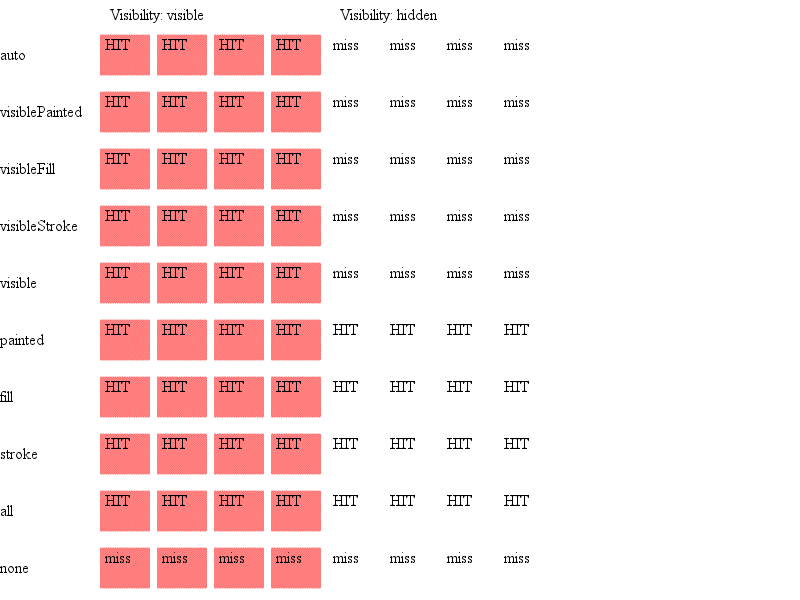 Visibility: visible Visibility: hidden
auto HIT HIT HIT HIT miss miss miss miss
visiblePainted HIT HIT HIT HIT miss miss miss miss
visibleFill HIT HIT HIT HIT miss miss miss miss
visibleStroke HIT HIT HIT HIT miss miss miss miss
visible HIT HIT HIT HIT miss miss miss miss
painted HIT HIT HIT HIT HIT HIT HIT HIT
fill HIT HIT HIT HIT HIT HIT HIT HIT
stroke HIT HIT HIT HIT HIT HIT HIT HIT
all HIT HIT HIT HIT HIT HIT HIT HIT
none miss miss miss miss miss miss miss miss